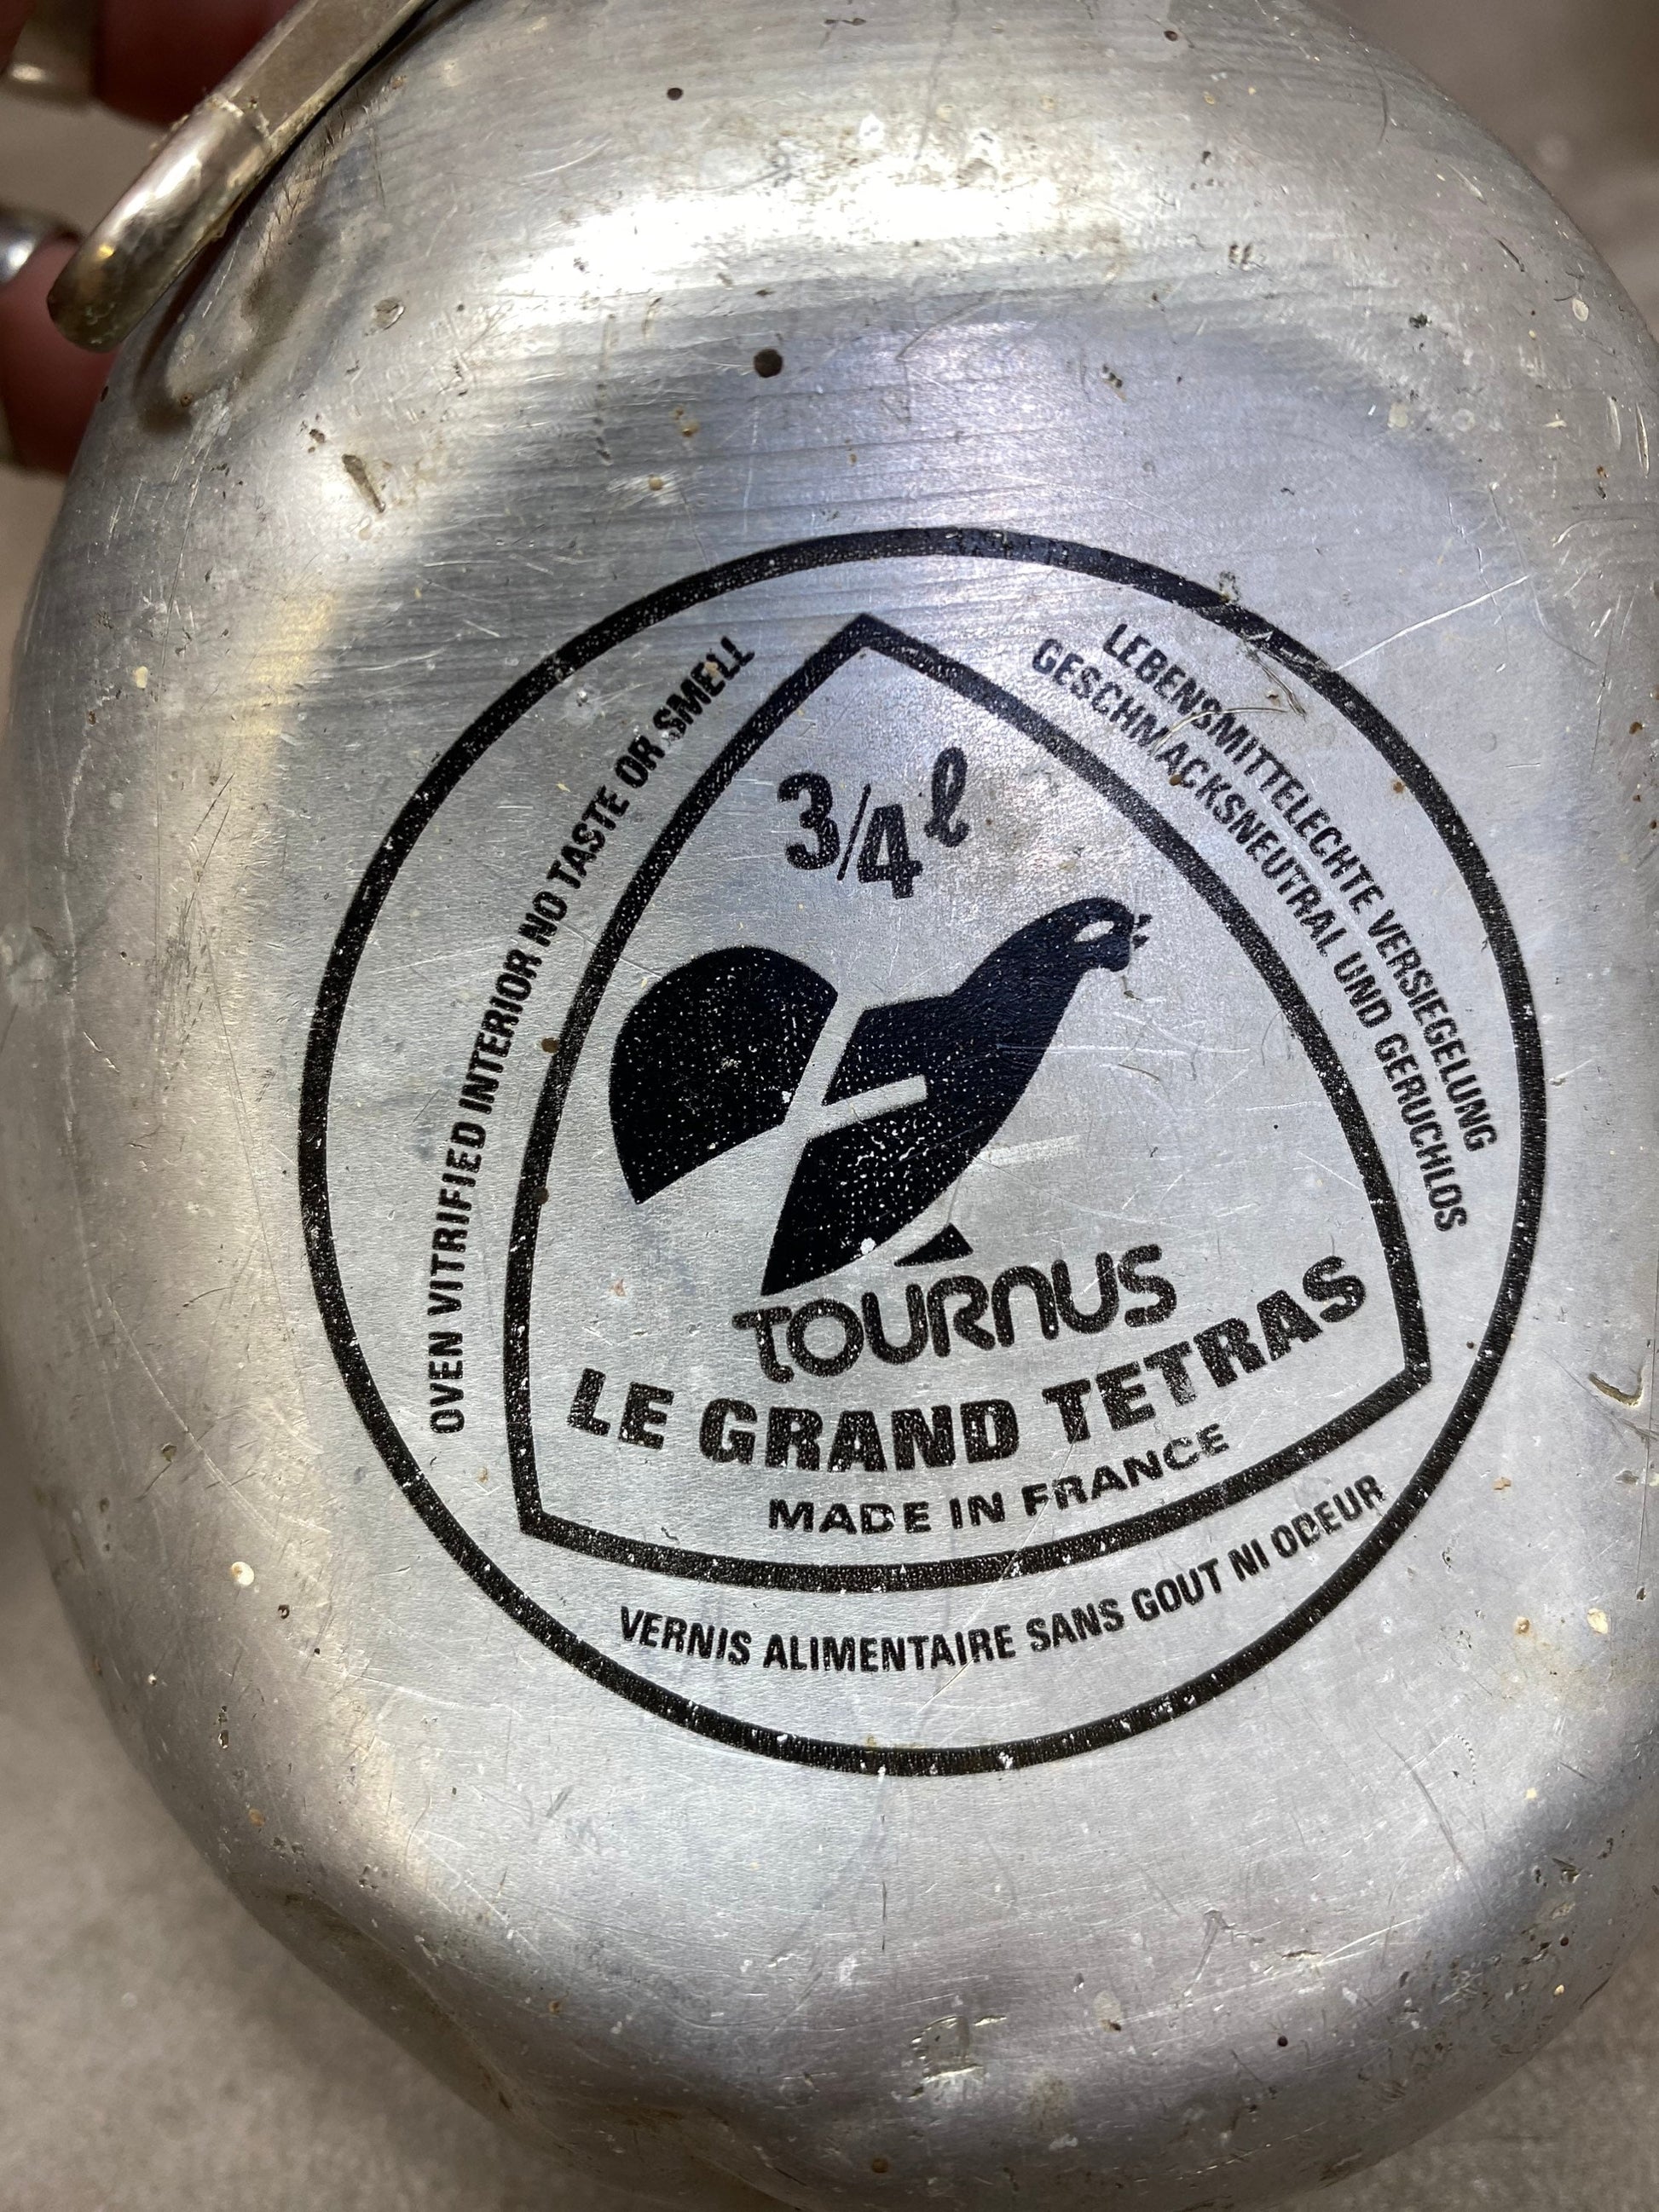 OVEN VITRIFIED INTERIOR NO TASTE OR SMELL
LEBENSMITTELECHTE VERSIEGELUNG
GESCHMACKSNEUTRAL UND GERUCHLOS
3/4 l
TOURNUS
LE GRAND TETRAS
MADE IN FRANCE
VERNIS ALIMENTAIRE SANS GOUT NI ODEUR